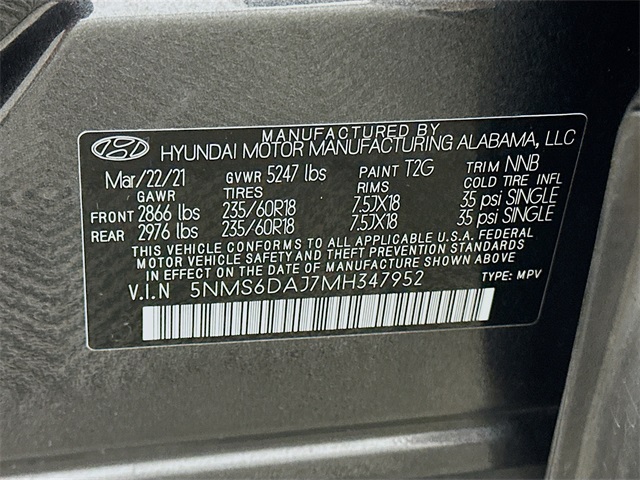 MANUFACTURED BY
HYUNDAI MOTOR MANUFACTURING ALABAMA, LLC
Mar/22/21 GVWR 5247 lbs PAINT T2G TRIM NNB
GAWR TIRES RIMS COLD TIRE INFL
FRONT 2866 lbs 235/60R18 7.5JX18 35 psi SINGLE
REAR 2976 lbs 235/60R18 7.5JX18 35 psi SINGLE
THIS VEHICLE CONFORMS TO ALL APPLICABLE U.S.A. FEDERAL
MOTOR VEHICLE SAFETY AND THEFT PREVENTION STANDARDS
IN EFFECT ON THE DATE OF MANUFACTURE SHOWN ABOVE
V.I.N 5NMS6DAJ7MH347952 TYPE: MPV